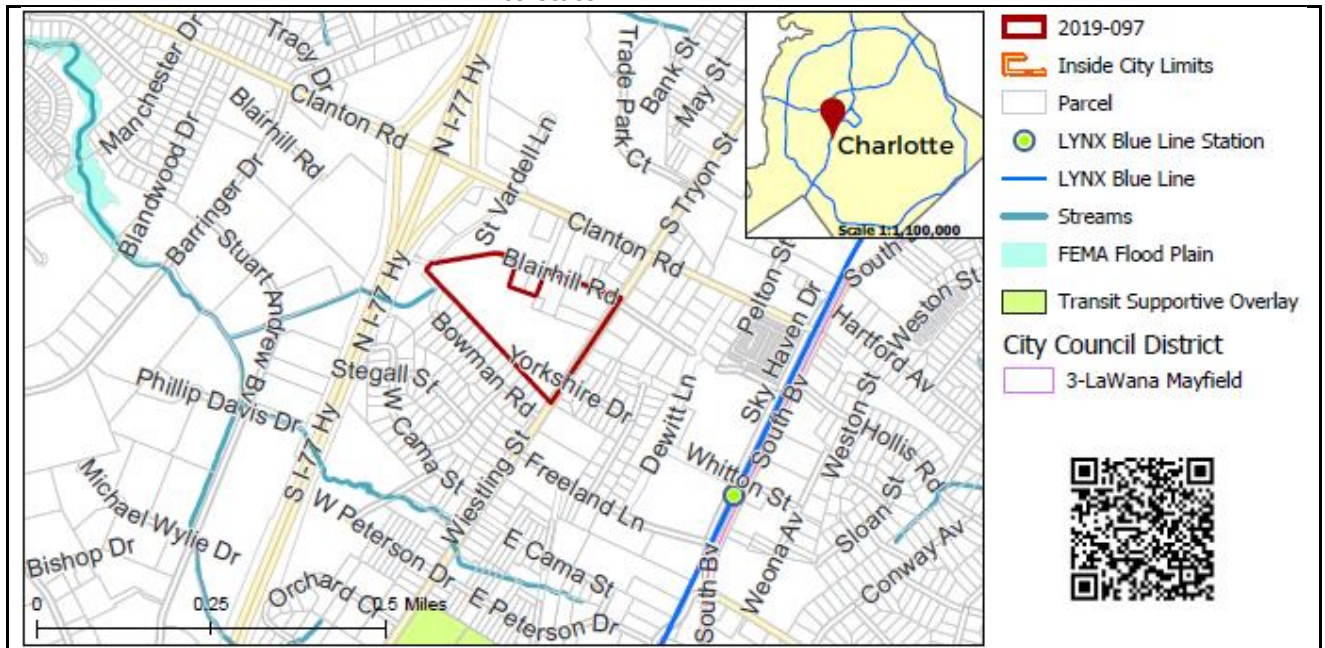 Tracy Dr
Manchester Dr
Clanton Rd
Blairhill Rd
Blandwood Dr
Barringer Dr
Stuart Andrew Bv
N I-77 Hy
N I-77 Hy
S I-77 Hy
St Vardell Ln
Trade Park Ct
Bank St
May St
S Tryon St
Clanton Rd
Blairhill Rd
Bowman Rd
Yorkshire Dr
Stegall St
W Cama St
Phillip Davis Dr
Michael Wylie Dr
Bishop Dr
Orchard Cr
W Peterson Dr
E Peterson Dr
E Cama St
Wiestling St
Freeland Ln
Dewitt Ln
Pelton St
Sky Haven Dr
South Bv
South Bv
Whitton St
Hartford Av
Weston St
Weston St
Hollis Rd
Sloan St
Conway Av
Weona Av
South Bv
Charlotte
Scale 1:1,100,000
0 0.25 0.5 Miles
2019-097
Inside City Limits
Parcel
LYNX Blue Line Station
LYNX Blue Line
Streams
FEMA Flood Plain
Transit Supportive Overlay
City Council District
3-LaWana Mayfield